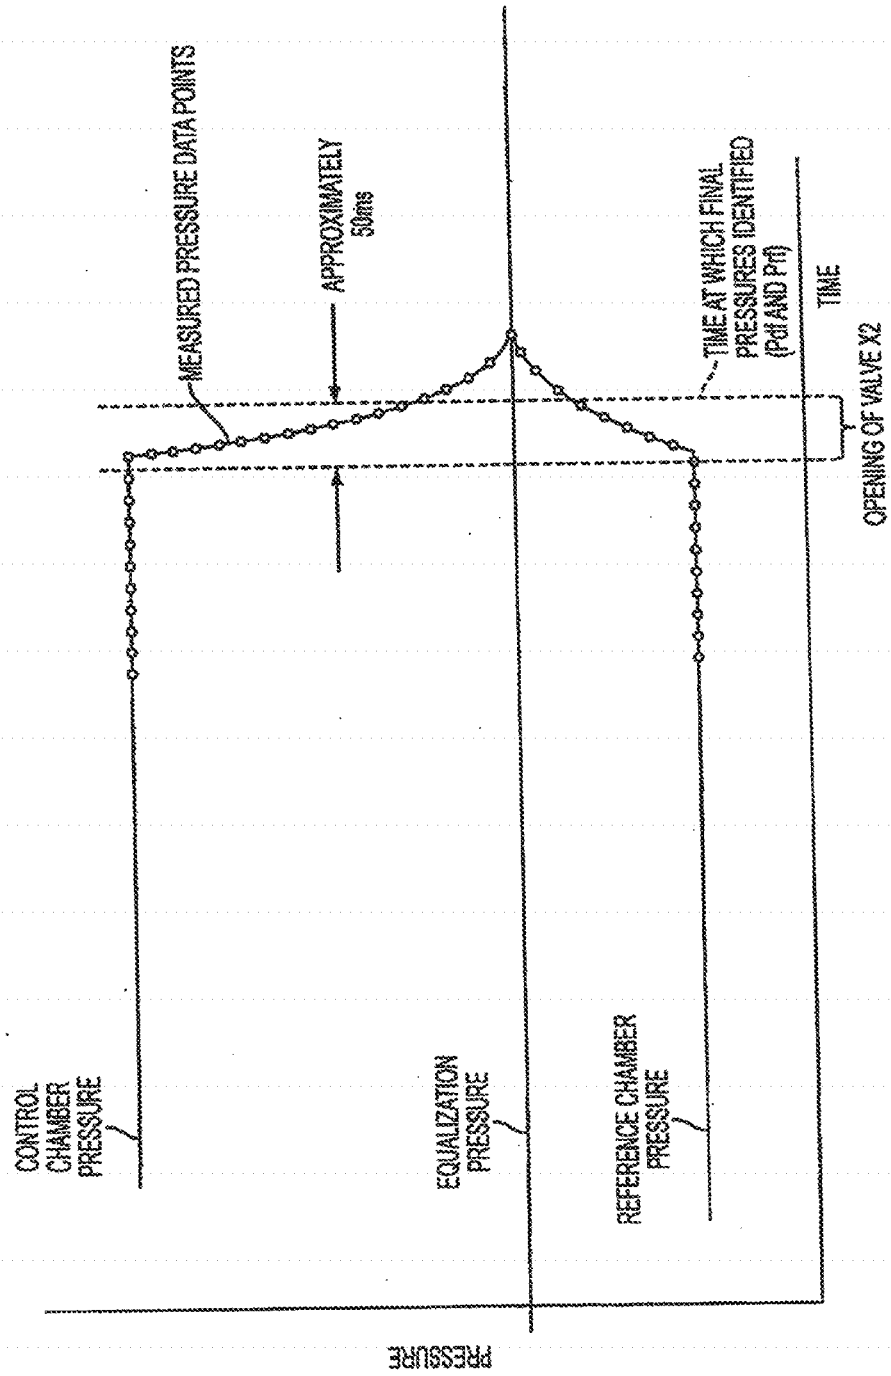 CONTROL
CHAMBER
PRESSURE
MEASURED PRESSURE DATA POINTS
APPROXIMATELY
50ms
EQUALIZATION
PRESSURE
REFERENCE CHAMBER
PRESSURE
TIME AT WHICH FINAL
PRESSURES IDENTIFIED
(Pdf AND Prf)
TIME
OPENING OF VALVE X2
PRESSURE